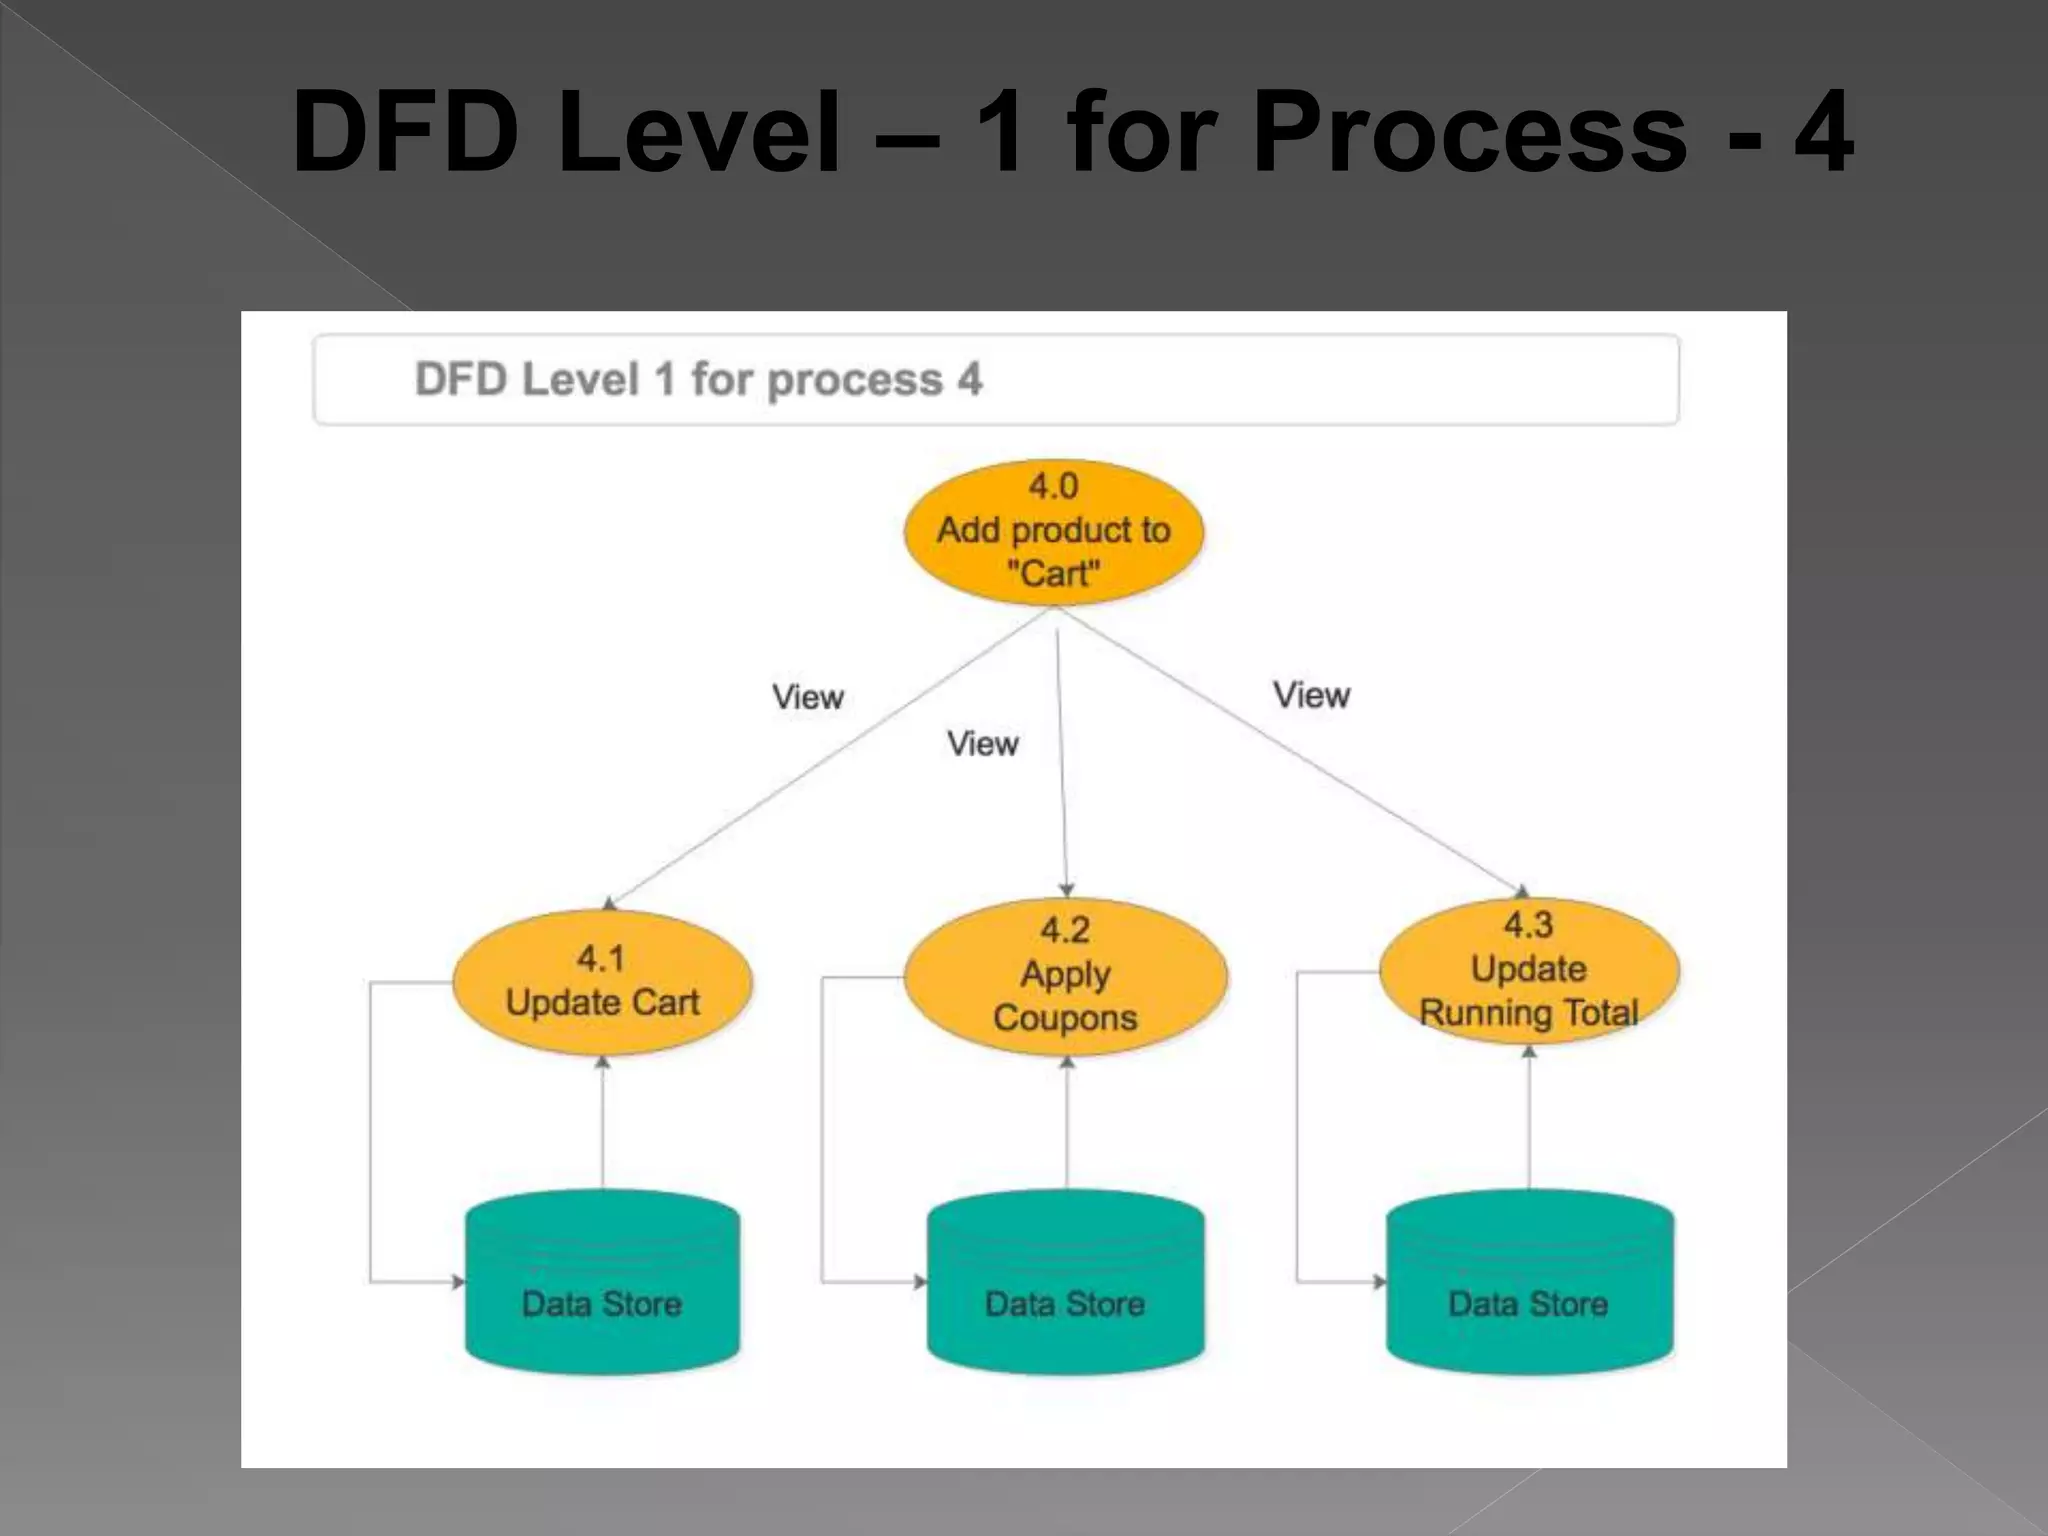 DFD Level – 1 for Process - 4
DFD Level 1 for process 4
4.0
Add product to
"Cart"
View
View
View
4.1
Update Cart
4.2
Apply
Coupons
4.3
Update
Running Total
Data Store
Data Store
Data Store